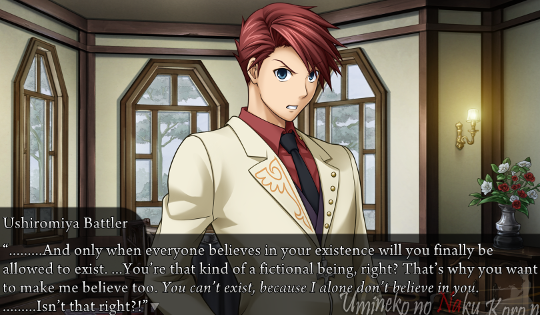 Ushiromiya Battler
“.........And only when everyone believes in your existence will you finally be
allowed to exist. ...You're that kind of a fictional being, right? That's why you want
to make me believe too. You can't exist, because I alone don't believe in you.
.........Isn't that right?!”
Umineko no Naku Koro n